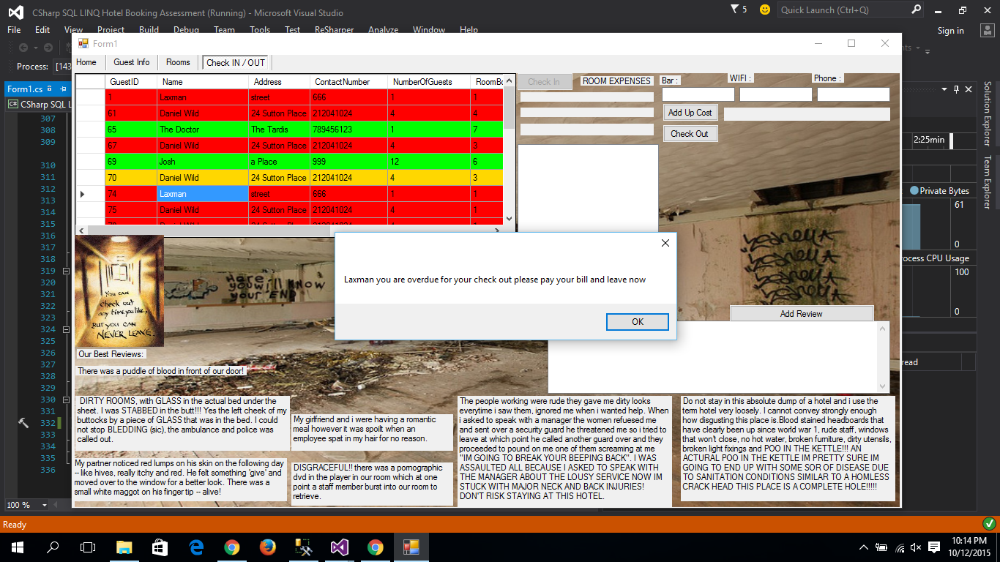 CSharp SQL LINQ Hotel Booking Assessment (Running) - Microsoft Visual Studio
5
Quick Launch (Ctrl+Q)
File Edit View Project Build Debug Team Tools Test ReSharper Analyze Window Help
Sign in
Process: [143
Form1.cs
C# CSharp SQL L
307
308
309
310
311
312
313
314
315
316
317
318
319
320
321
322
323
324
325
326
327
328
329
330
331
332
333
334
335
336
100 %
Form1
Home Guest Info Rooms Check IN / OUT
GuestID Name Address ContactNumber NumberOfGuests RoomBo
1 Laxman street 666 1 1
61 Daniel Wild 24 Sutton Place 212041024 4 4
65 The Doctor The Tardis 789456123 1 7
67 Daniel Wild 24 Sutton Place 212041024 4 3
69 Josh a Place 999 12 6
70 Daniel Wild 24 Sutton Place 212041024 4 3
74 Laxman street 666 1 1
75 Daniel Wild 24 Sutton Place 212041024 4 1
Check In
ROOM EXPENSES
Bar :
WIFI :
Phone :
Add Up Cost
Check Out
Here
you'll know
your END
You can
check out
any time you like,
But you can
NEVER LEAVE.
Laxman you are overdue for your check out please pay your bill and leave now
OK
Add Review
Our Best Reviews:
There was a puddle of blood in front of our door!
DIRTY ROOMS, with GLASS in the actual bed under the
sheet. I was STABBED in the butt!!! Yes the left cheek of my
buttocks by a piece of GLASS that was in the bed. I could
not stop BLEDDING (sic), the ambulance and police was
called out.
My partner noticed red lumps on his skin on the following day
-- like hives, really itchy and red. He felt something 'give' and
moved over to the window for a better look. There was a
small white maggot on his finger tip -- alive!
My girlfriend and i were having a romantic
meal however it was spoilt when an
employee spat in my hair for no reason.
DISGRACEFUL!! there was a pornographic
dvd in the player in our room which at one
point a staff member burst into our room to
retrieve.
The people working were rude they gave me dirty looks
everytime i saw them, ignored me when i wanted help. When
i asked to speak with a manager the women refuesed me
and sent over a security guard he threatened me so i tried to
leave at which point he called another guard over and they
proceeded to pound on me one of them screaming at me
"IM GOING TO BREAK YOUR BEEPING BACK". I WAS
ASSAULTED ALL BECAUSE I ASKED TO SPEAK WITH
THE MANAGER ABOUT THE LOUSY SERVICE NOW IM
STUCK WITH MAJOR NECK AND BACK INJURIES!
DON'T RISK STAYING AT THIS HOTEL.
Do not stay in this absolute dump of a hotel and i use the
term hotel very loosely. I cannot convey strongly enough
how disgusting this place is.Blood stained headboards that
have clearly been up since world war 1, rude staff, windows
that won't close, no hot water, broken furniture, dirty utensils,
broken light fixings and POO IN THE KETTLE!!! AN
ACTURAL POO IN THE KETTLE IM PRETTY SURE IM
GOING TO END UP WITH SOME SOR OF DISEASE DUE
TO SANITATION CONDITIONS SIMILAR TO A HOMLESS
CRACK HEAD THIS PLACE IS A COMPLETE HOLE!!!!!
2:25min
Private Bytes
61
0
rocess CPU Usage
100
0
read
Solution Explorer
Team Explorer
Ready
10:14 PM
10/12/2015